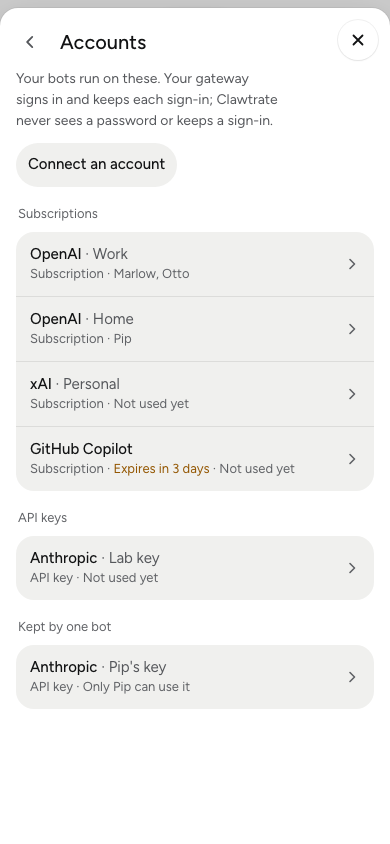 Accounts
Your bots run on these. Your gateway
signs in and keeps each sign-in; Clawtrate
never sees a password or keeps a sign-in.
Connect an account
Subscriptions
OpenAI · Work
Subscription · Marlow, Otto
OpenAI · Home
Subscription · Pip
xAI · Personal
Subscription · Not used yet
GitHub Copilot
Subscription · Expires in 3 days · Not used yet
API keys
Anthropic · Lab key
API key · Not used yet
Kept by one bot
Anthropic · Pip's key
API key · Only Pip can use it